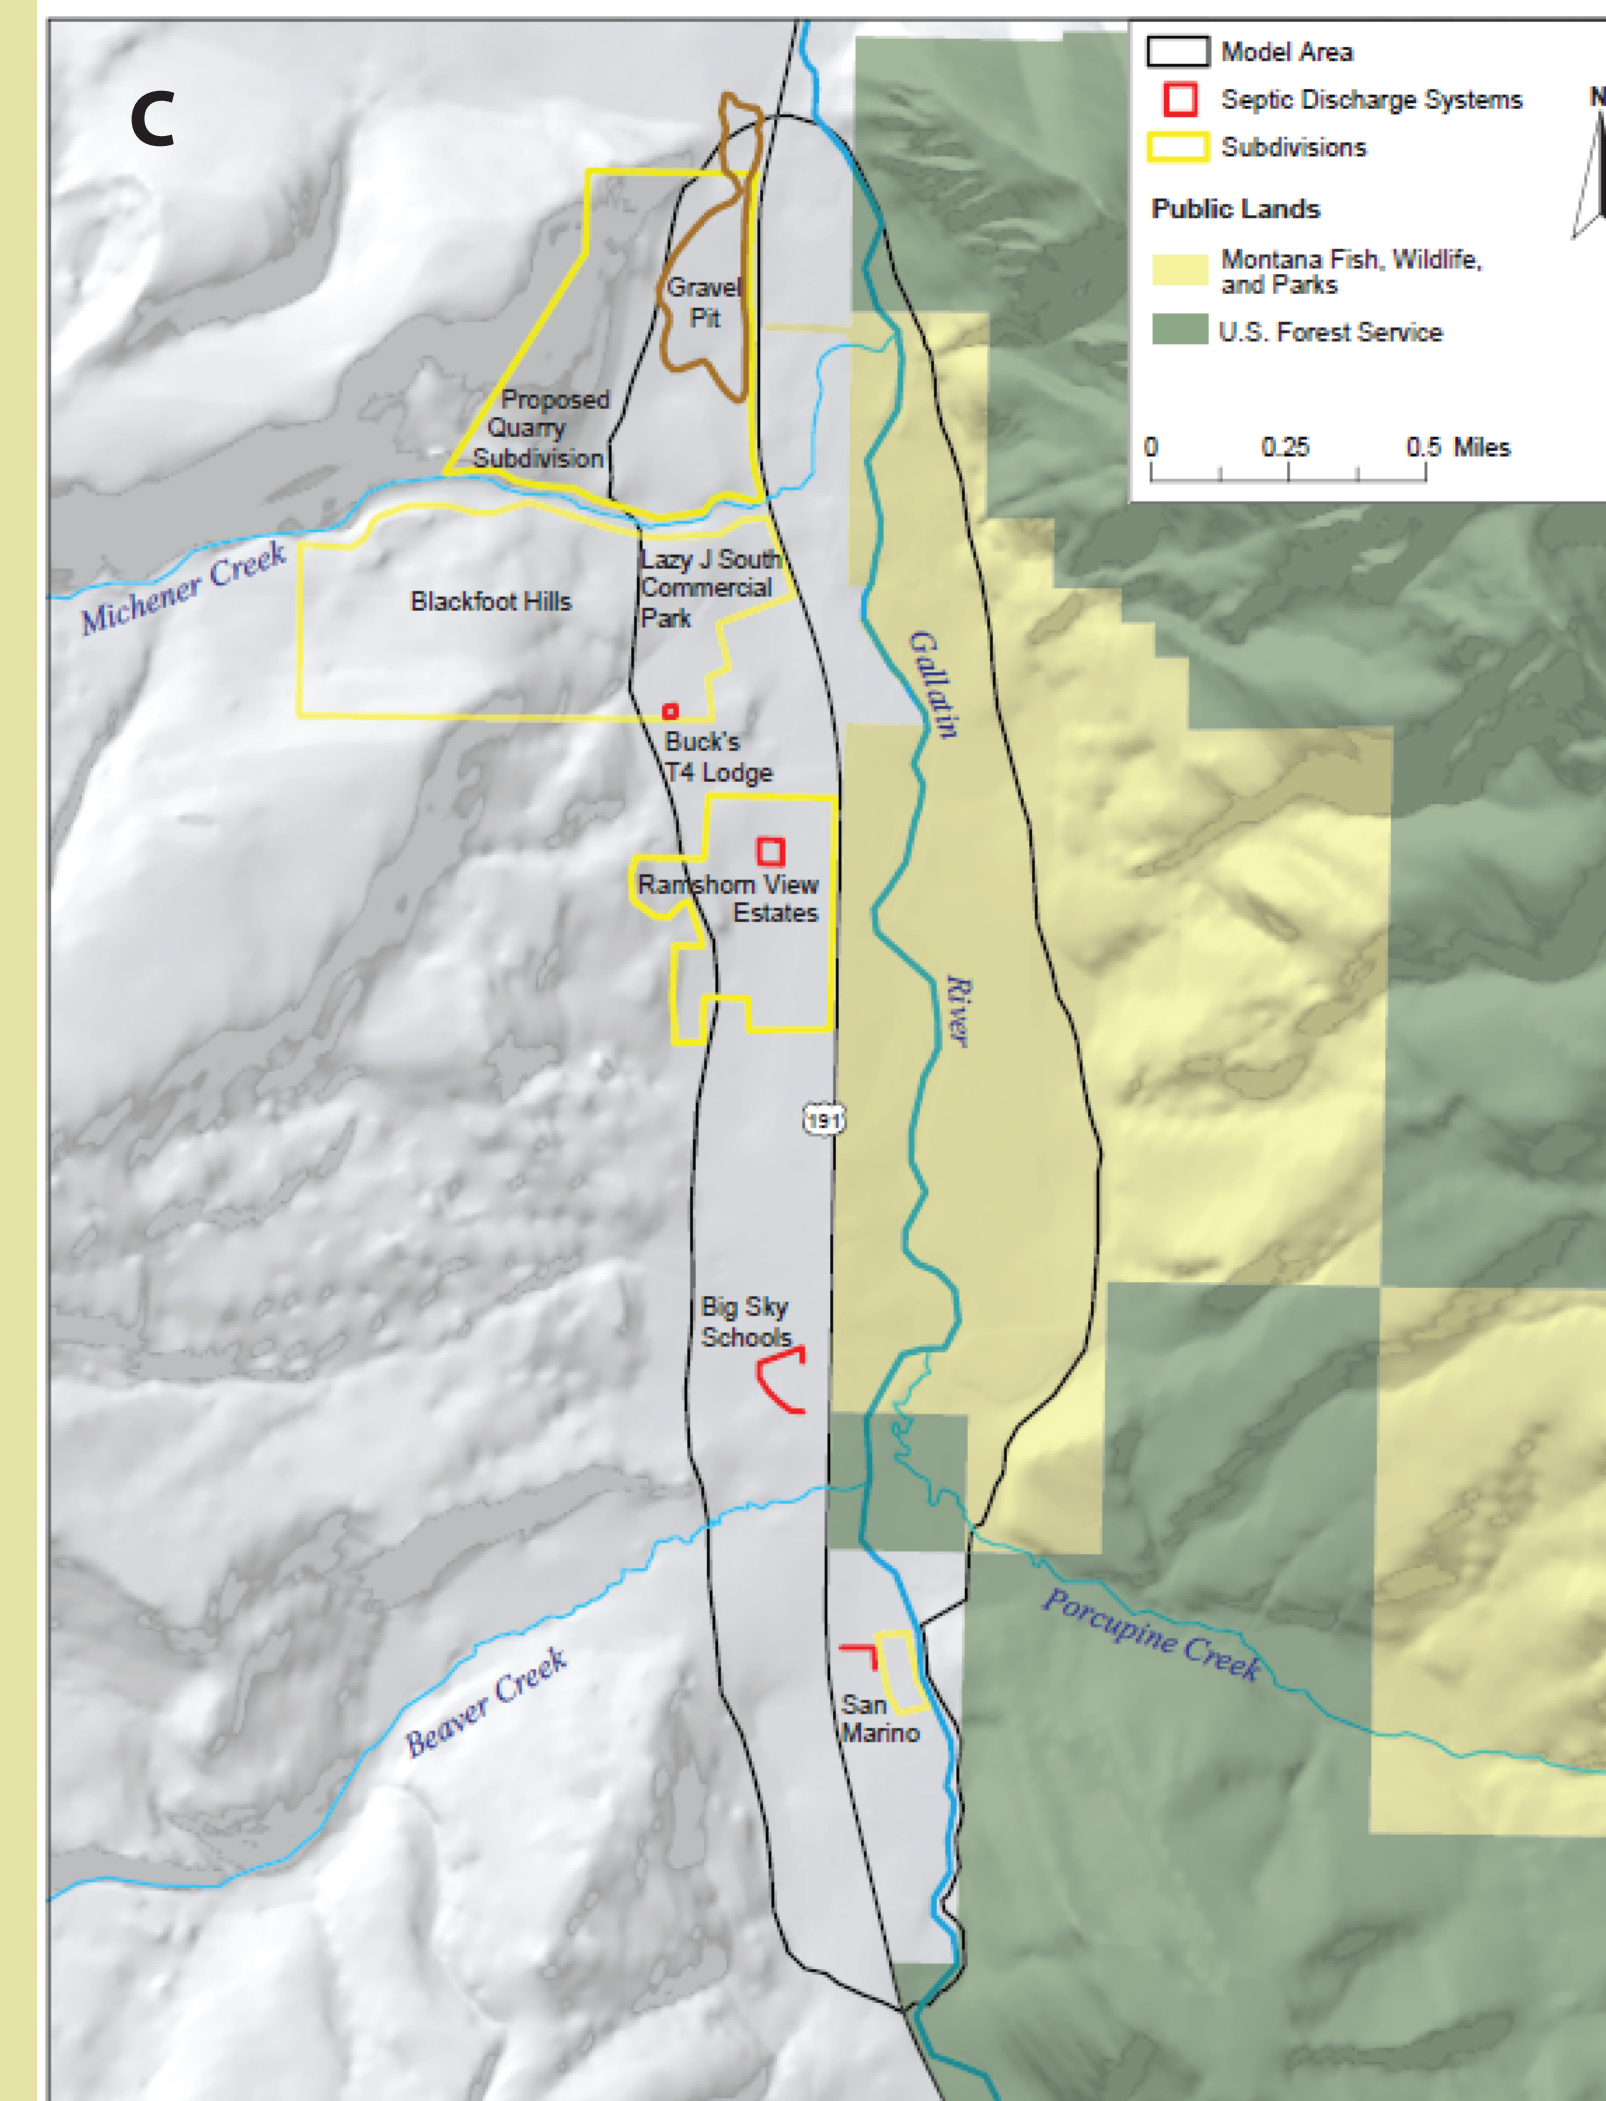 C
Model Area
Septic Discharge Systems
Subdivisions
Public Lands
Montana Fish, Wildlife,
and Parks
U.S. Forest Service
0 0.25 0.5 Miles
N
Gravel
Pit
Proposed
Quarry
Subdivision
Michener Creek
Blackfoot Hills
Lazy J South
Commercial
Park
Gallatin
River
Buck's
T4 Lodge
Ramshorn View
Estates
191
Big Sky
Schools
Beaver Creek
Porcupine Creek
San
Marino